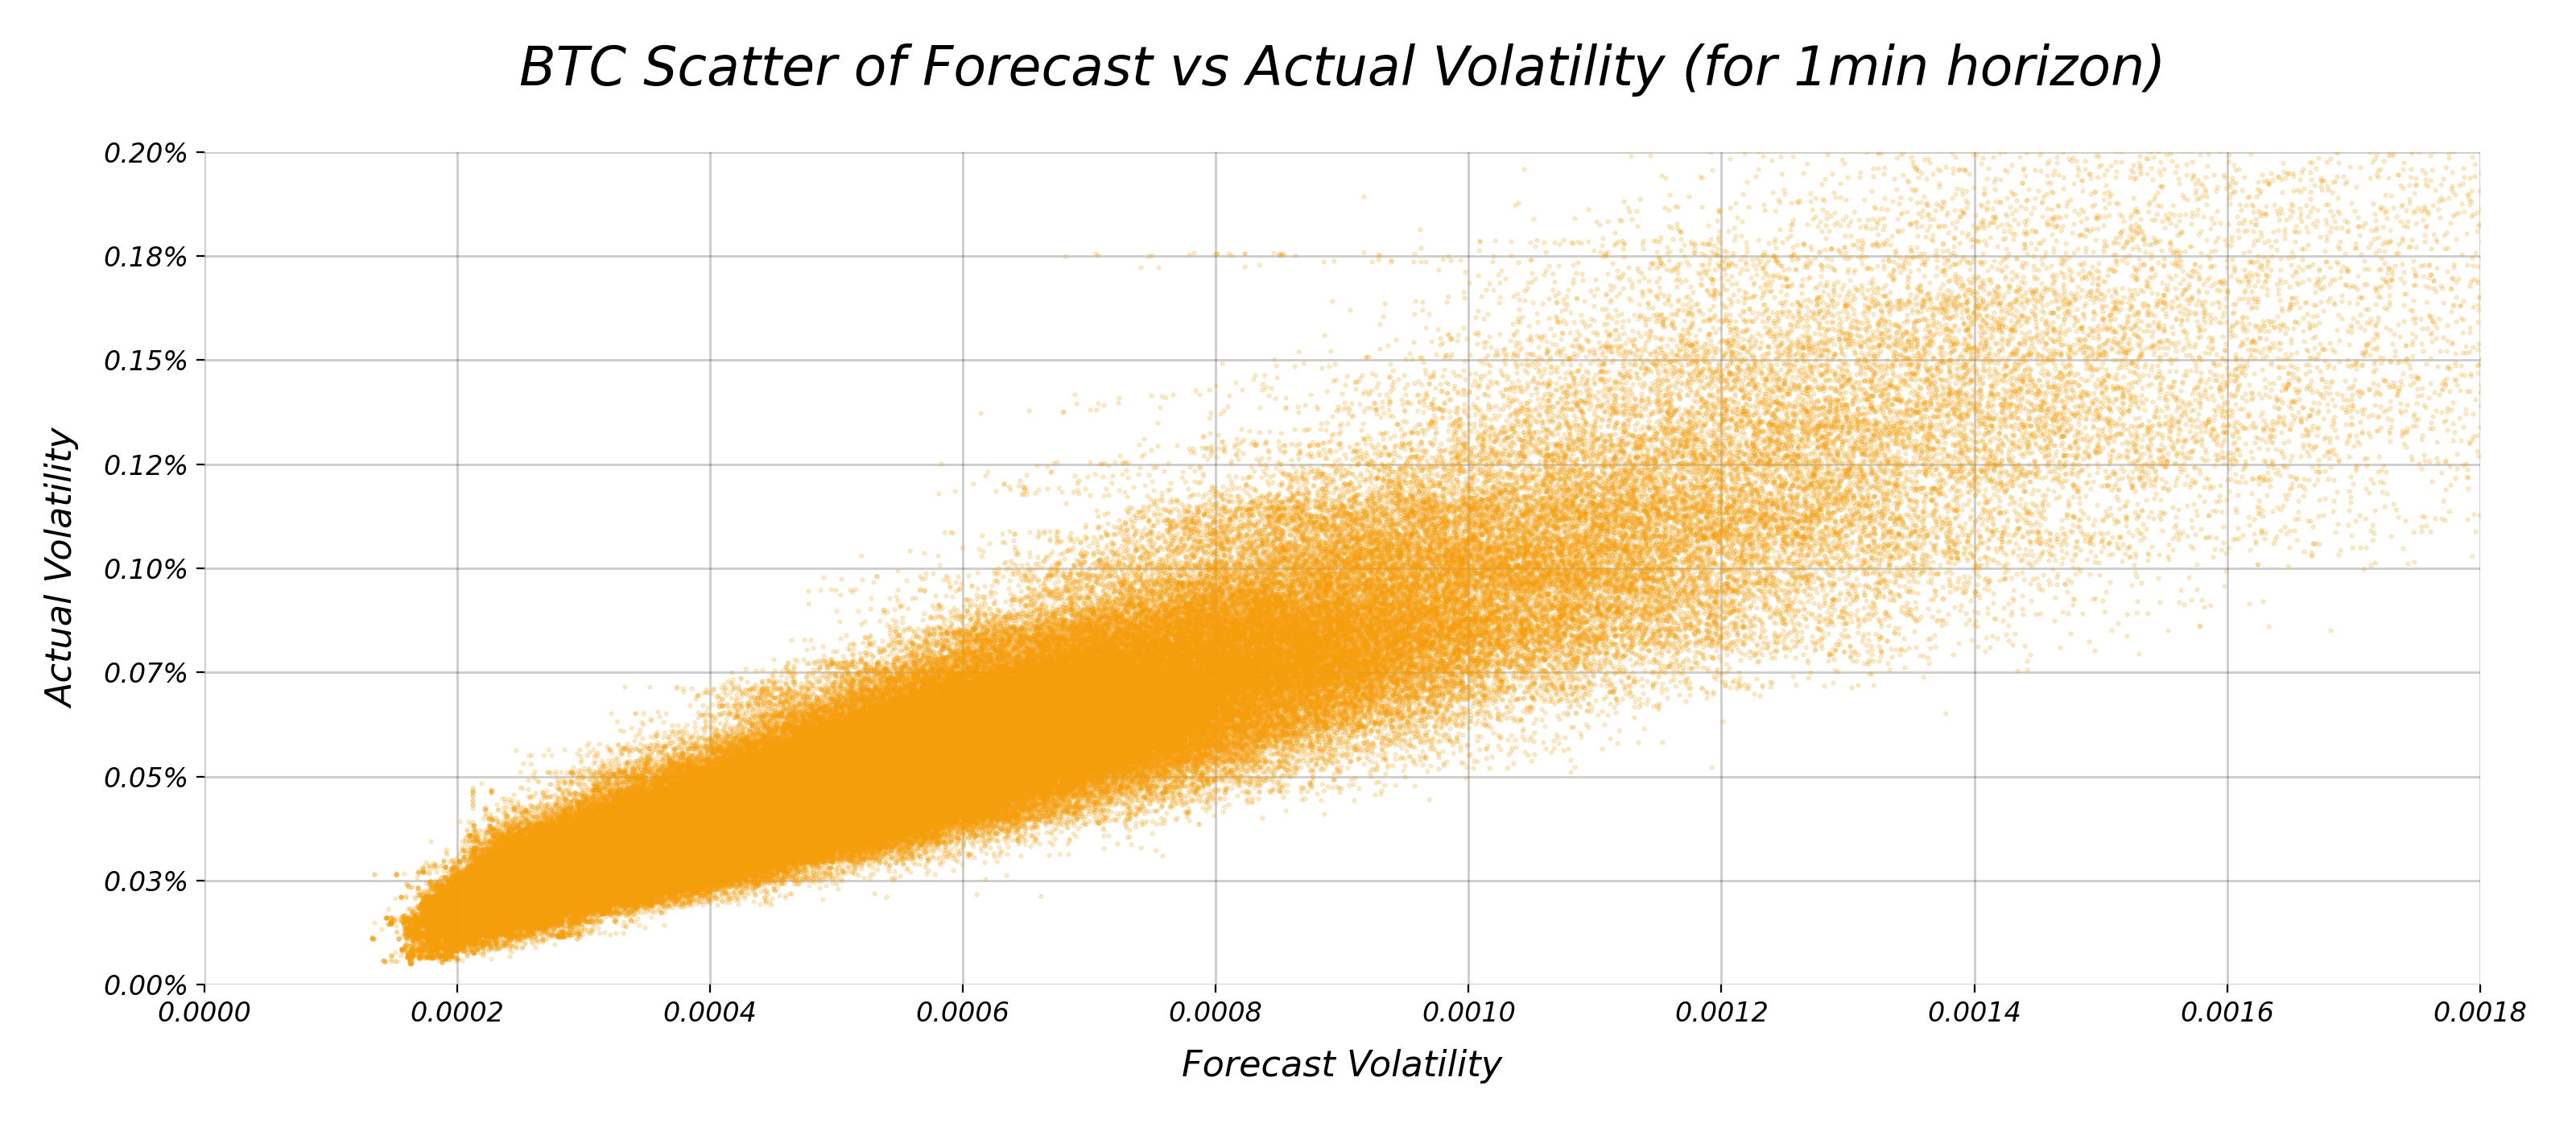 BTC Scatter of Forecast vs Actual Volatility (for 1min horizon)
0.20%
0.18%
0.15%
0.12%
0.10%
0.07%
0.05%
0.03%
0.00%
Actual Volatility
0.0000 0.0002 0.0004 0.0006 0.0008 0.0010 0.0012 0.0014 0.0016 0.0018
Forecast Volatility